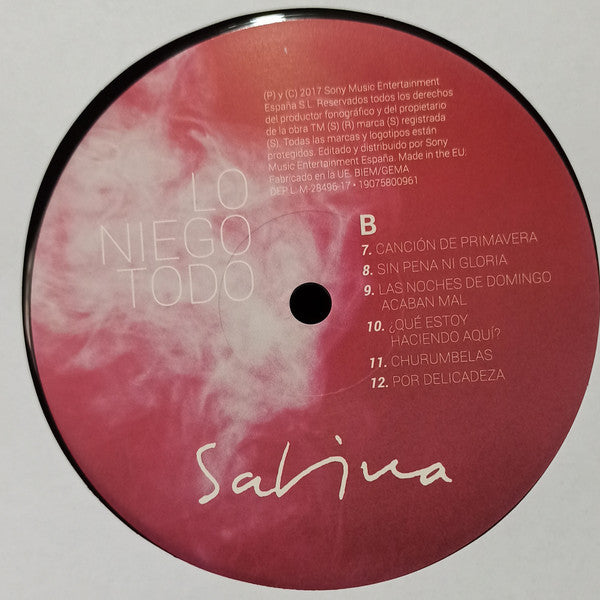 (P) y (C) 2017 Sony Music Entertainment
España S.L. Reservados todos los derechos
del productor fonográfico y del propietario
de la obra TM (S) (R) marca (S) registrada
(S). Todas las marcas y logotipos están
protegidos. Editado y distribuido por Sony
Music Entertainment España. Made in the EU:
Fabricado en la UE. BIEM/GEMA
DEP L. M-28496-17 • 19075800961
LO
NIEGO
TODO
B
7. CANCIÓN DE PRIMAVERA
8. SIN PENA NI GLORIA
9. LAS NOCHES DE DOMINGO
ACABAN MAL
10. ¿QUÉ ESTOY
HACIENDO AQUÍ?
11. CHURUMBELAS
12. POR DELICADEZA
Sabina